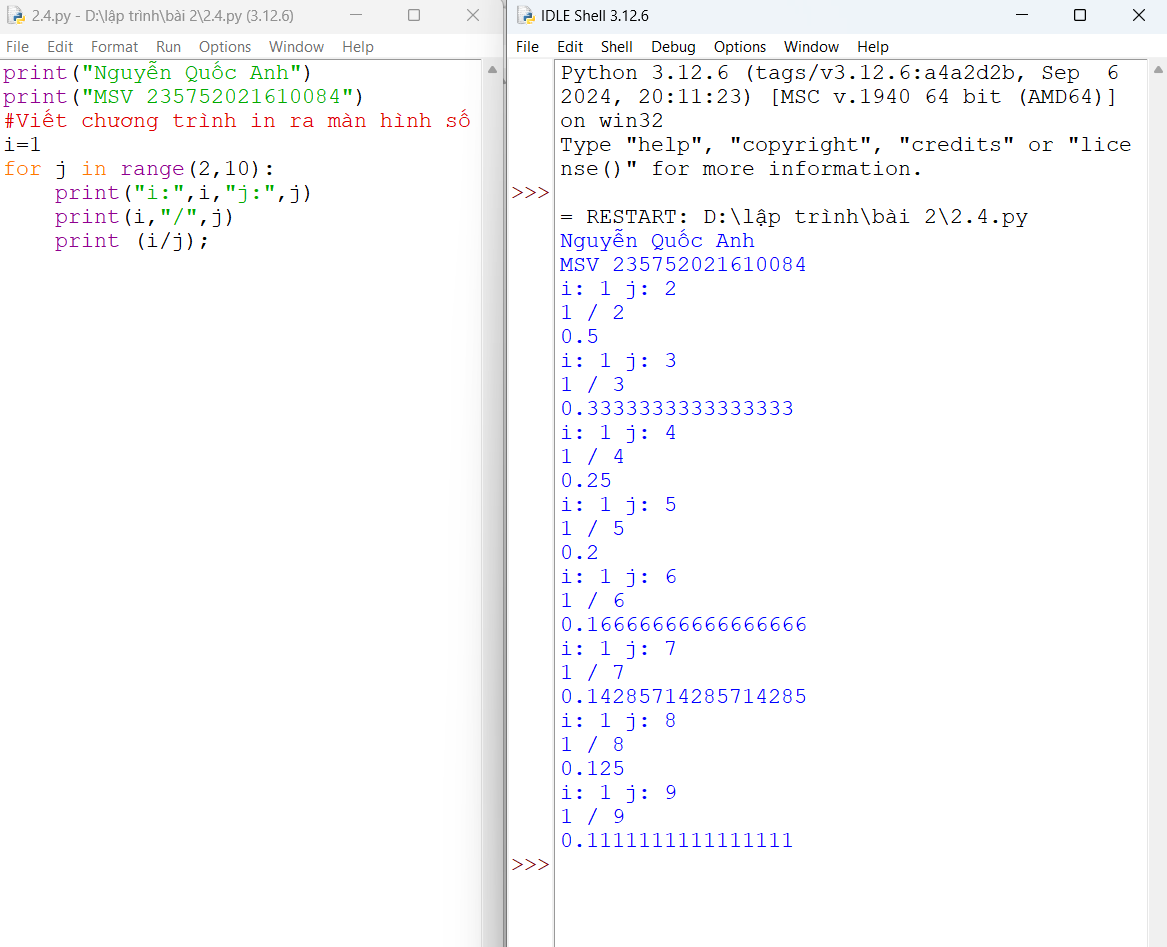 2.4.py - D:\lập trình\bài 2\2.4.py (3.12.6)
File Edit Format Run Options Window Help
print("Nguyễn Quốc Anh")
print("MSV 235752021610084")
#Viết chương trình in ra màn hình số
i=1
for j in range(2,10):
    print("i:",i,"j:",j)
    print(i,"/",j)
    print (i/j);
IDLE Shell 3.12.6
File Edit Shell Debug Options Window Help
Python 3.12.6 (tags/v3.12.6:a4a2d2b, Sep  6
2024, 20:11:23) [MSC v.1940 64 bit (AMD64)]
on win32
Type "help", "copyright", "credits" or "lice
nse()" for more information.
>>>
= RESTART: D:\lập trình\bài 2\2.4.py
Nguyễn Quốc Anh
MSV 235752021610084
i: 1 j: 2
1 / 2
0.5
i: 1 j: 3
1 / 3
0.3333333333333333
i: 1 j: 4
1 / 4
0.25
i: 1 j: 5
1 / 5
0.2
i: 1 j: 6
1 / 6
0.16666666666666666
i: 1 j: 7
1 / 7
0.14285714285714285
i: 1 j: 8
1 / 8
0.125
i: 1 j: 9
1 / 9
0.1111111111111111
>>>